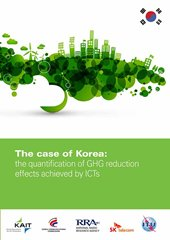 The case of Korea:
the quantification of GHG reduction
effects achieved by ICTs
KAIT
RRA
SK telecom